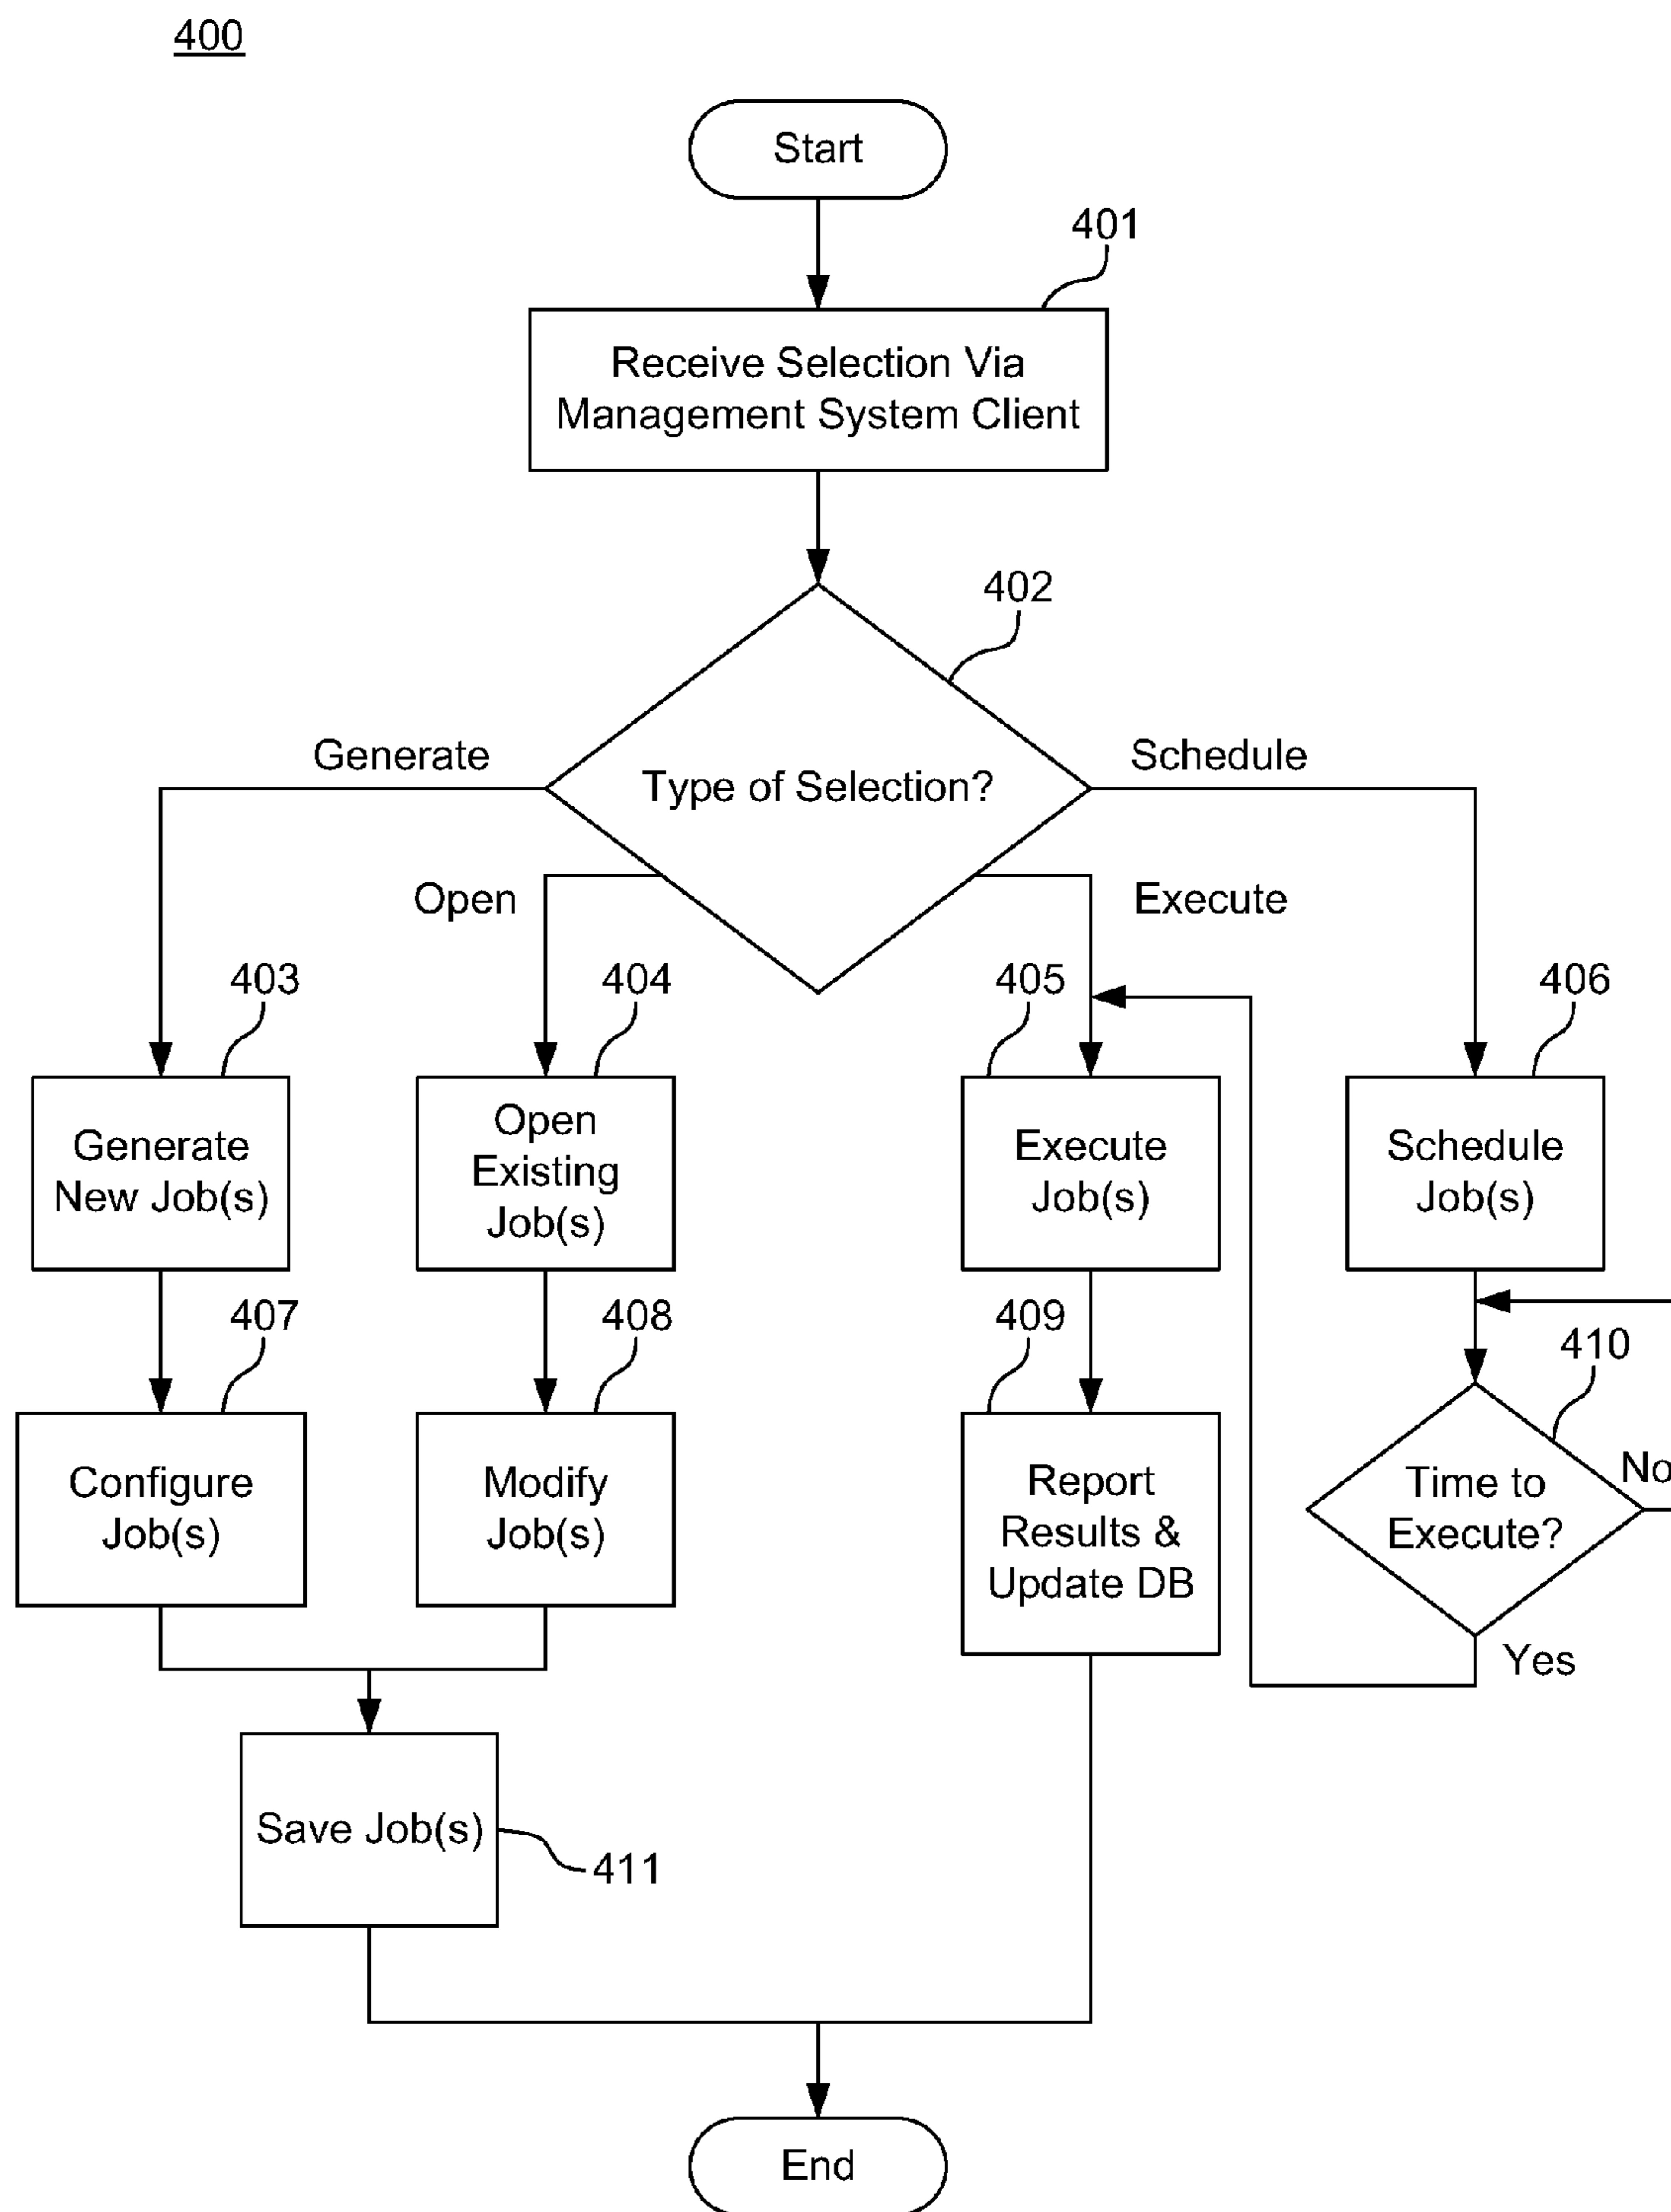 400
Start
401
Receive Selection Via
Management System Client
402
Type of Selection?
Generate
Schedule
Open
Execute
403
404
405
406
Generate
New Job(s)
Open
Existing
Job(s)
Execute
Job(s)
Schedule
Job(s)
407
408
409
410
Configure
Job(s)
Modify
Job(s)
Report
Results &
Update DB
Time to
Execute?
No
Yes
Save Job(s)
411
End